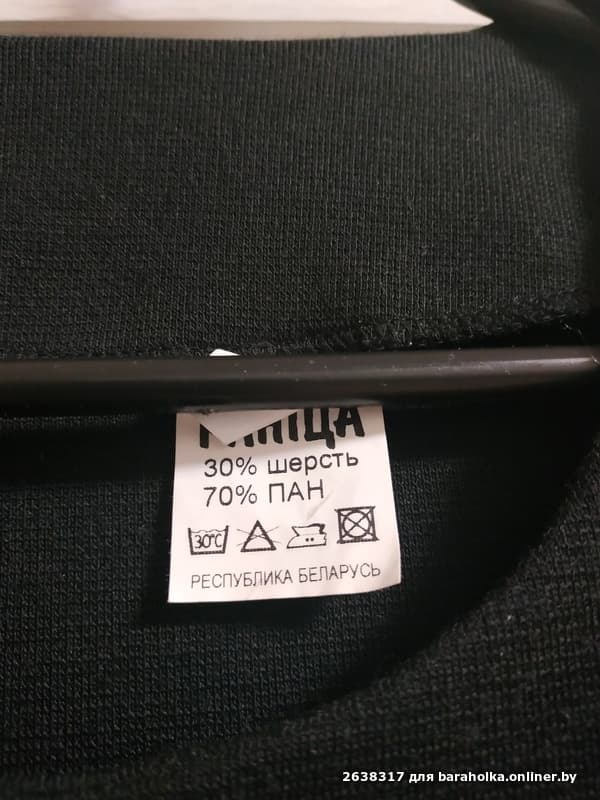 30% шерсть
70% ПАН
30°C
РЕСПУБЛИКА БЕЛАРУСЬ
2638317 для baraholka.onliner.by